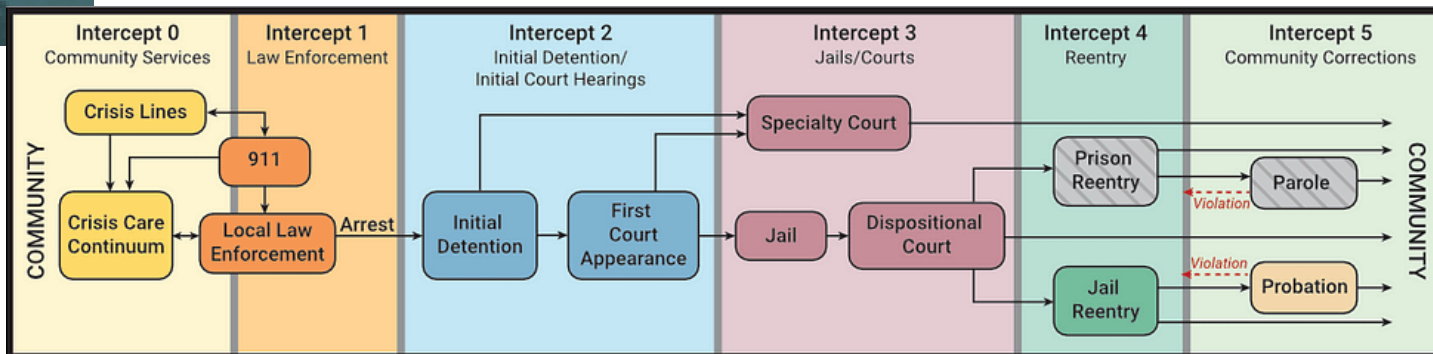 Intercept 0
Community Services
Intercept 1
Law Enforcement
Intercept 2
Initial Detention/
Initial Court Hearings
Intercept 3
Jails/Courts
Intercept 4
Reentry
Intercept 5
Community Corrections
COMMUNITY
Crisis Lines
911
Crisis Care
Continuum
Local Law
Enforcement
Arrest
Initial
Detention
First
Court
Appearance
Specialty Court
Jail
Dispositional
Court
Prison
Reentry
Jail
Reentry
Violation
Parole
Violation
Probation
COMMUNITY